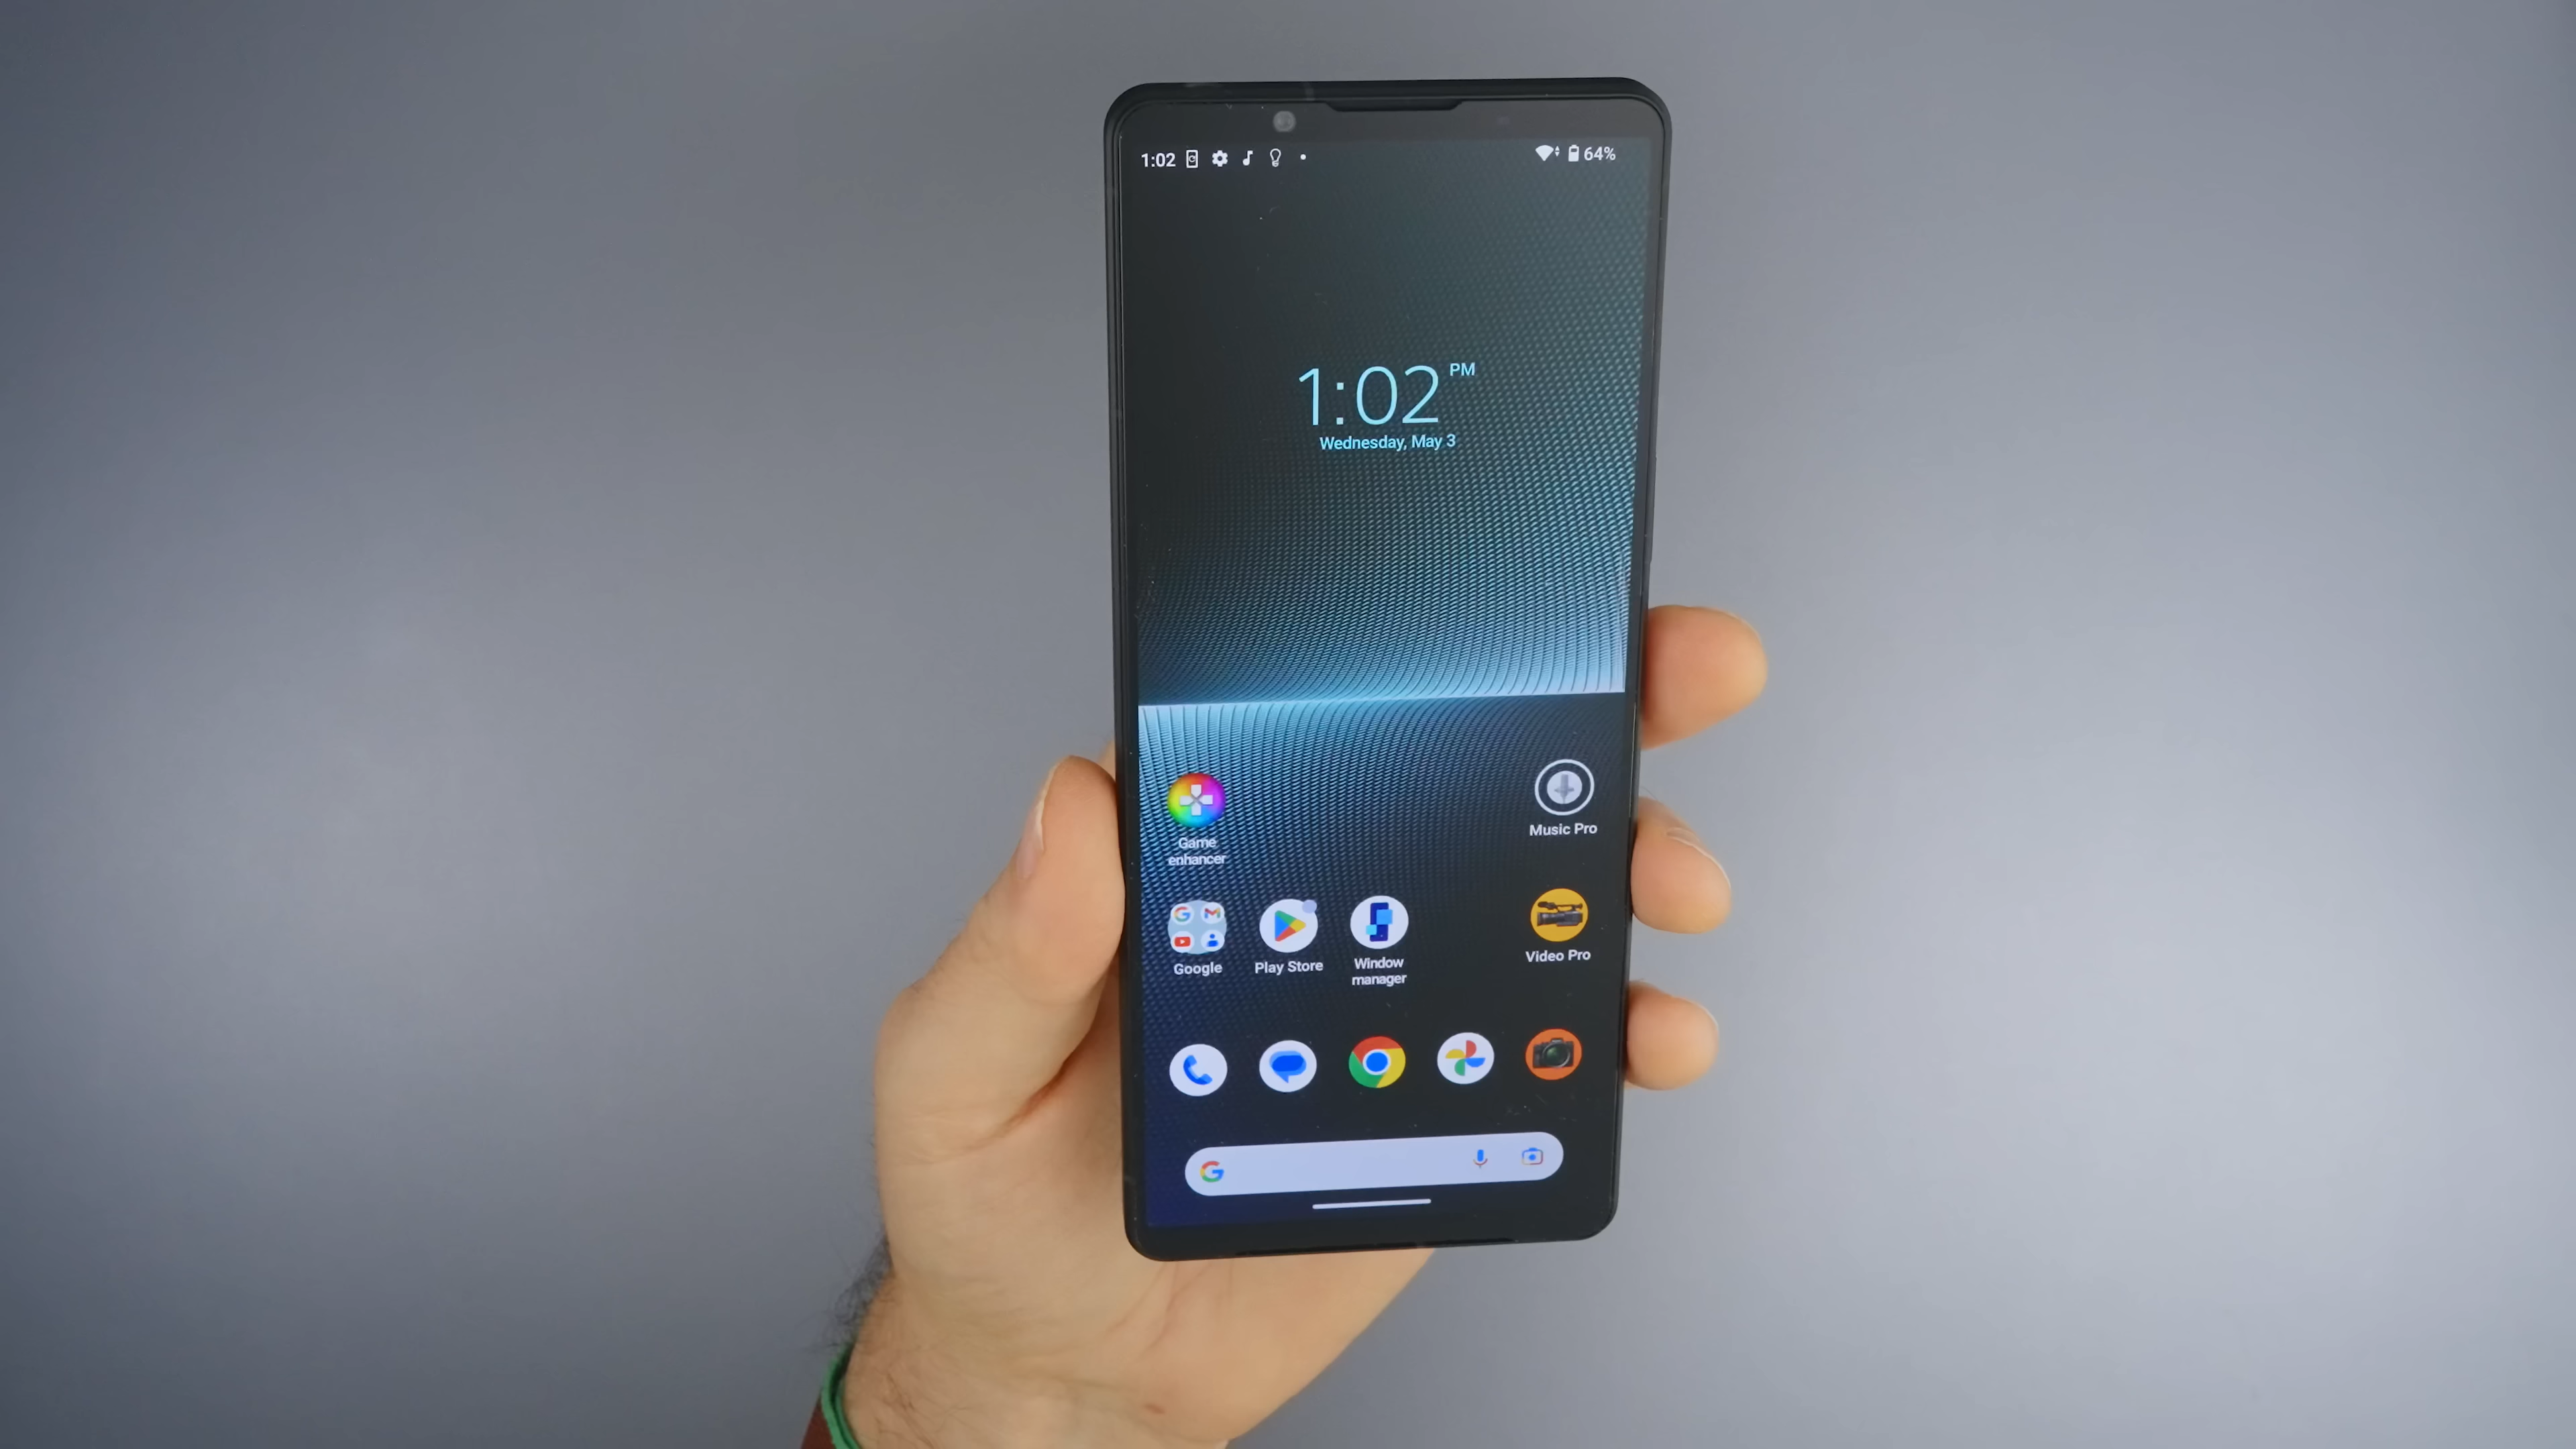 1:02
64%
1:02 PM
Wednesday, May 3
Game
enhancer
Music Pro
Google
Play Store
Window
manager
Video Pro